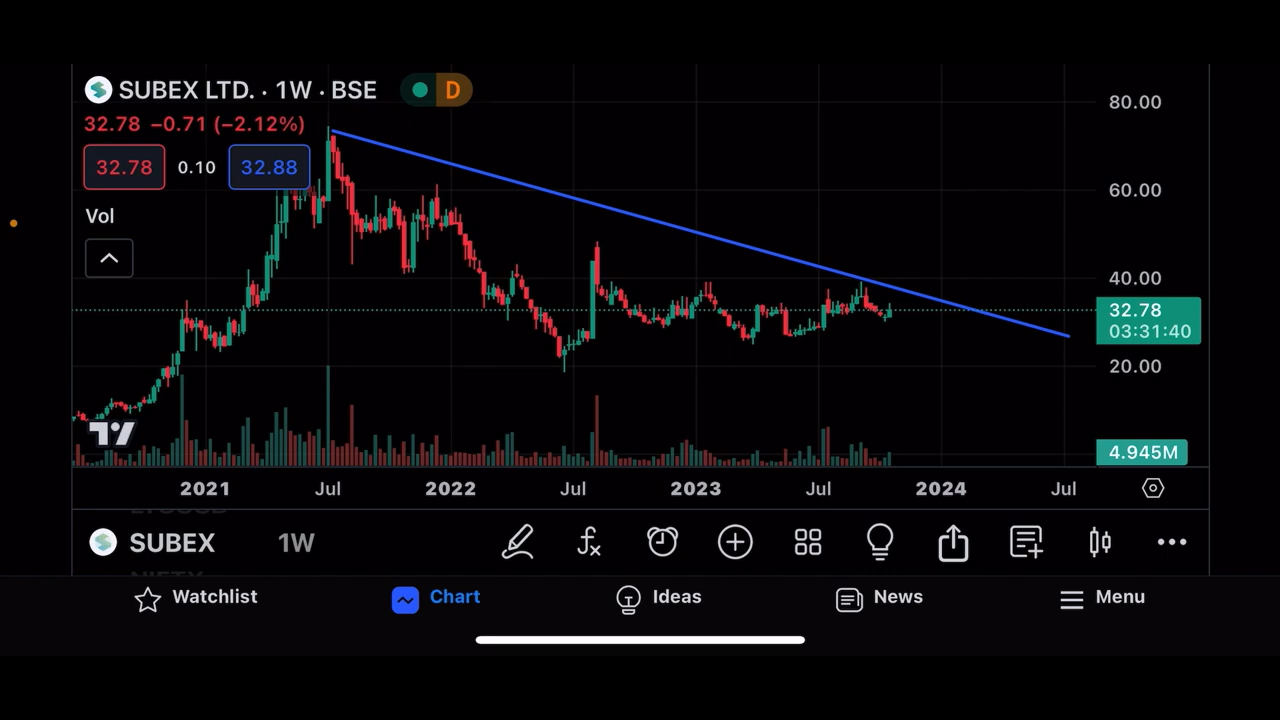 SUBEX LTD. · 1W · BSE D
32.78 −0.71 (−2.12%)
32.78 0.10 32.88
Vol
80.00
60.00
40.00
32.78
03:31:40
20.00
4.945M
2021 Jul 2022 Jul 2023 Jul 2024 Jul
SUBEX 1W
Watchlist Chart Ideas News Menu